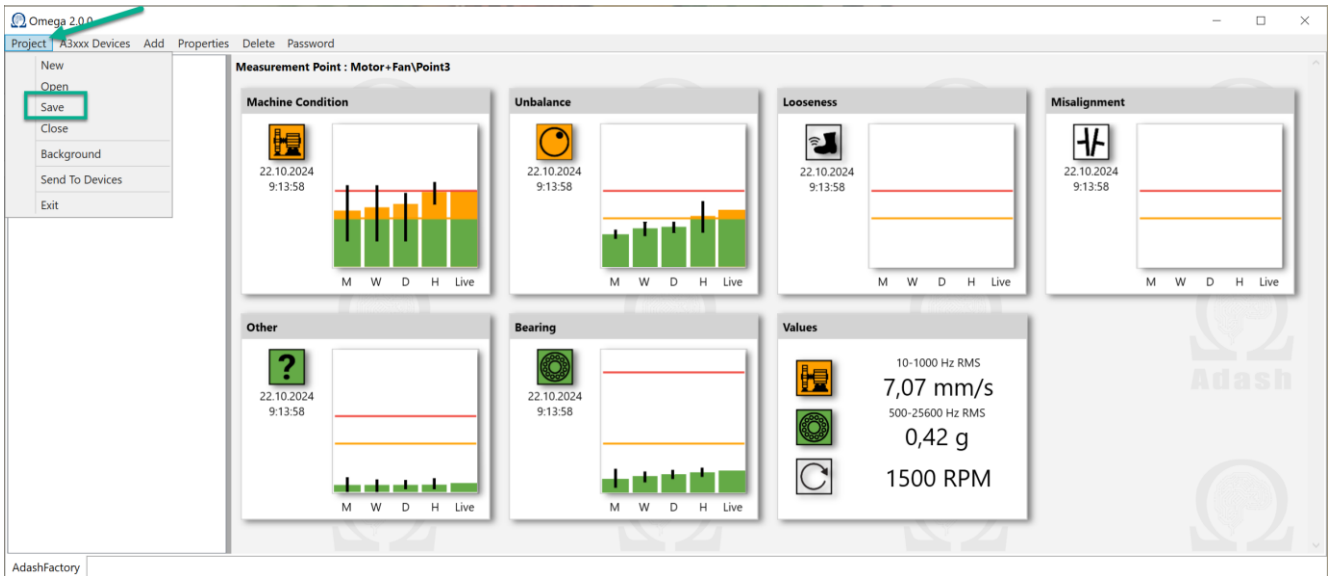 Omega 2.0.0
Project A3xxx Devices Add Properties Delete Password
New
Open
Save
Close
Background
Send To Devices
Exit
Measurement Point : Motor+Fan\Point3
Machine Condition
22.10.2024
9:13:58
M W D H Live
Unbalance
22.10.2024
9:13:58
M W D H Live
Looseness
22.10.2024
9:13:58
M W D H Live
Misalignment
22.10.2024
9:13:58
M W D H Live
Other
?
22.10.2024
9:13:58
M W D H Live
Bearing
22.10.2024
9:13:58
M W D H Live
Values
10-1000 Hz RMS
7,07 mm/s
500-25600 Hz RMS
0,42 g
1500 RPM
Adash
AdashFactory